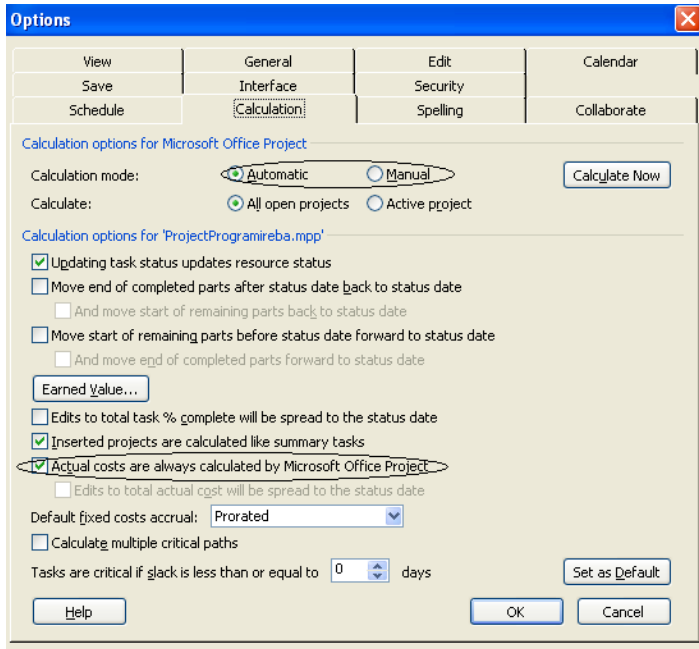 Options
View General Edit Calendar
Save Interface Security
Schedule Calculation Spelling Collaborate
Calculation options for Microsoft Office Project
Calculation mode: Automatic Manual Calculate Now
Calculate: All open projects Active project
Calculation options for 'ProjectProgramireba.mpp'
Updating task status updates resource status
Move end of completed parts after status date back to status date
And move start of remaining parts back to status date
Move start of remaining parts before status date forward to status date
And move end of completed parts forward to status date
Earned Value...
Edits to total task % complete will be spread to the status date
Inserted projects are calculated like summary tasks
Actual costs are always calculated by Microsoft Office Project
Edits to total actual cost will be spread to the status date
Default fixed costs accrual: Prorated
Calculate multiple critical paths
Tasks are critical if slack is less than or equal to 0 days Set as Default
Help OK Cancel